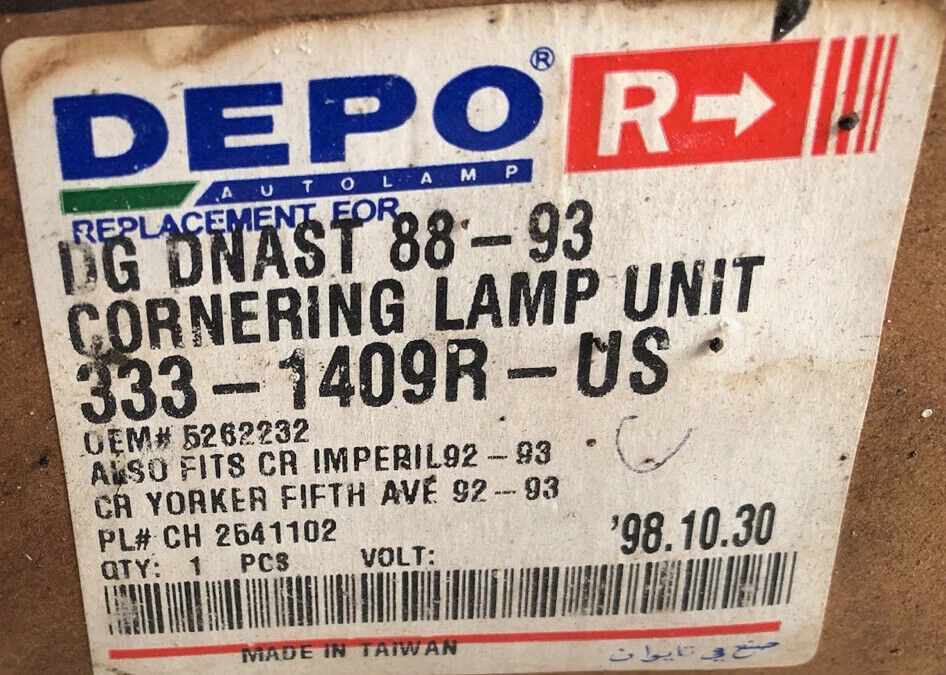 DEPO®
R→
AUTOLAMP
REPLACEMENT FOR
DG DNAST 88-93
CORNERING LAMP UNIT
333-1409R-US
OEM# 5262232
ALSO FITS CR IMPERIL92-93
CR YORKER FIFTH AVE 92-93
PL# CH 2541102
'98.10.30
QTY: 1 PCS VOLT:
MADE IN TAIWAN
صنع في تايوان